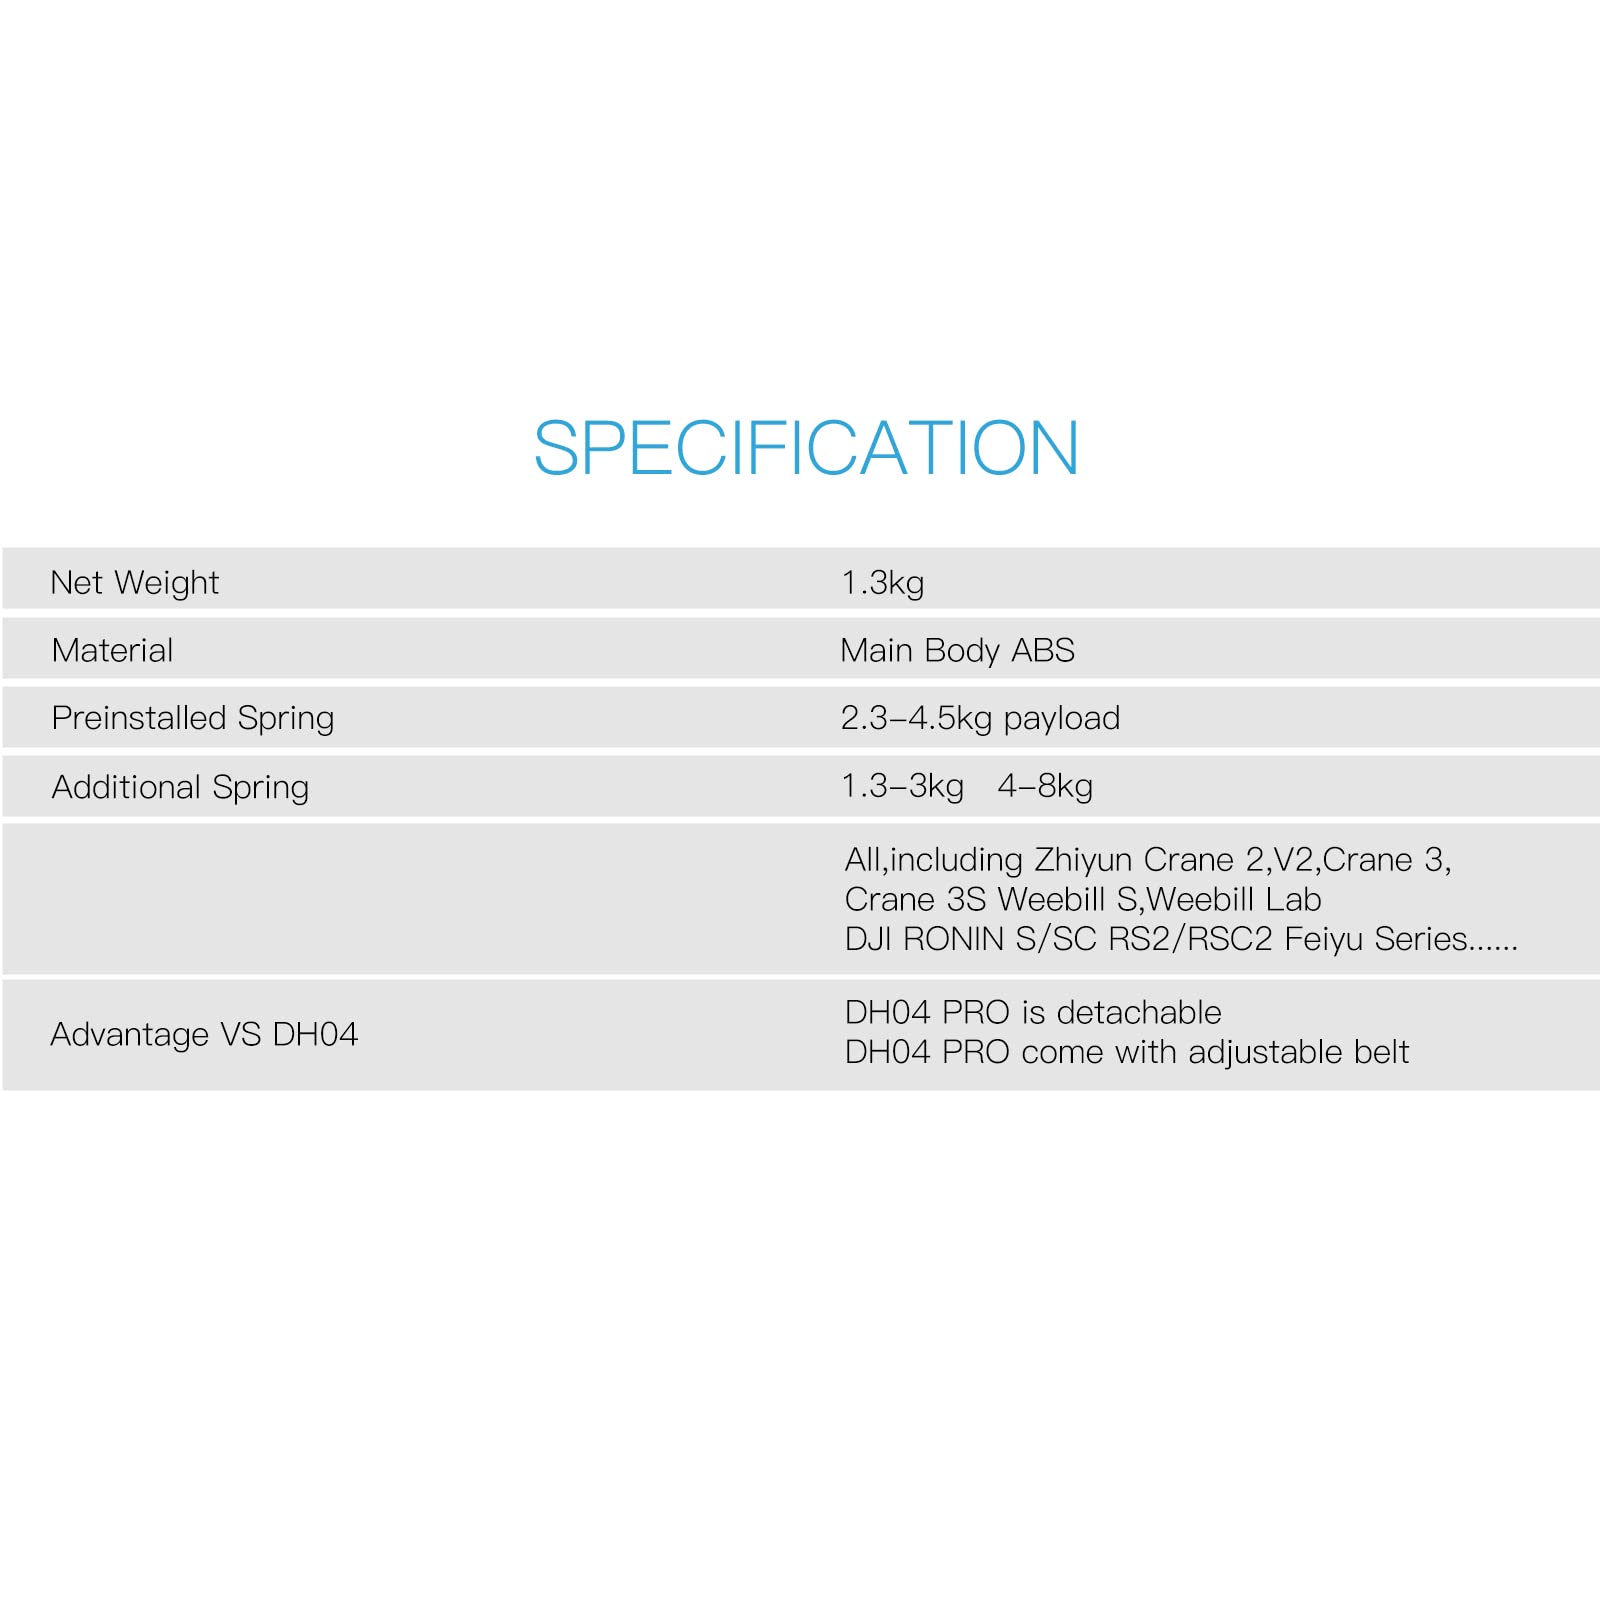 SPECIFICATION
Net Weight 1.3kg
Material Main Body ABS
Preinstalled Spring 2.3–4.5kg payload
Additional Spring 1.3–3kg 4–8kg
All,including Zhiyun Crane 2,V2,Crane 3,
Crane 3S Weebill S,Weebill Lab
DJI RONIN S/SC RS2/RSC2 Feiyu Series......
Advantage VS DH04
DH04 PRO is detachable
DH04 PRO come with adjustable belt